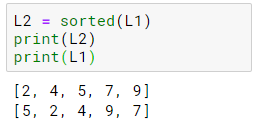 L2 = sorted(L1)
print(L2)
print(L1)
[2, 4, 5, 7, 9]
[5, 2, 4, 9, 7]